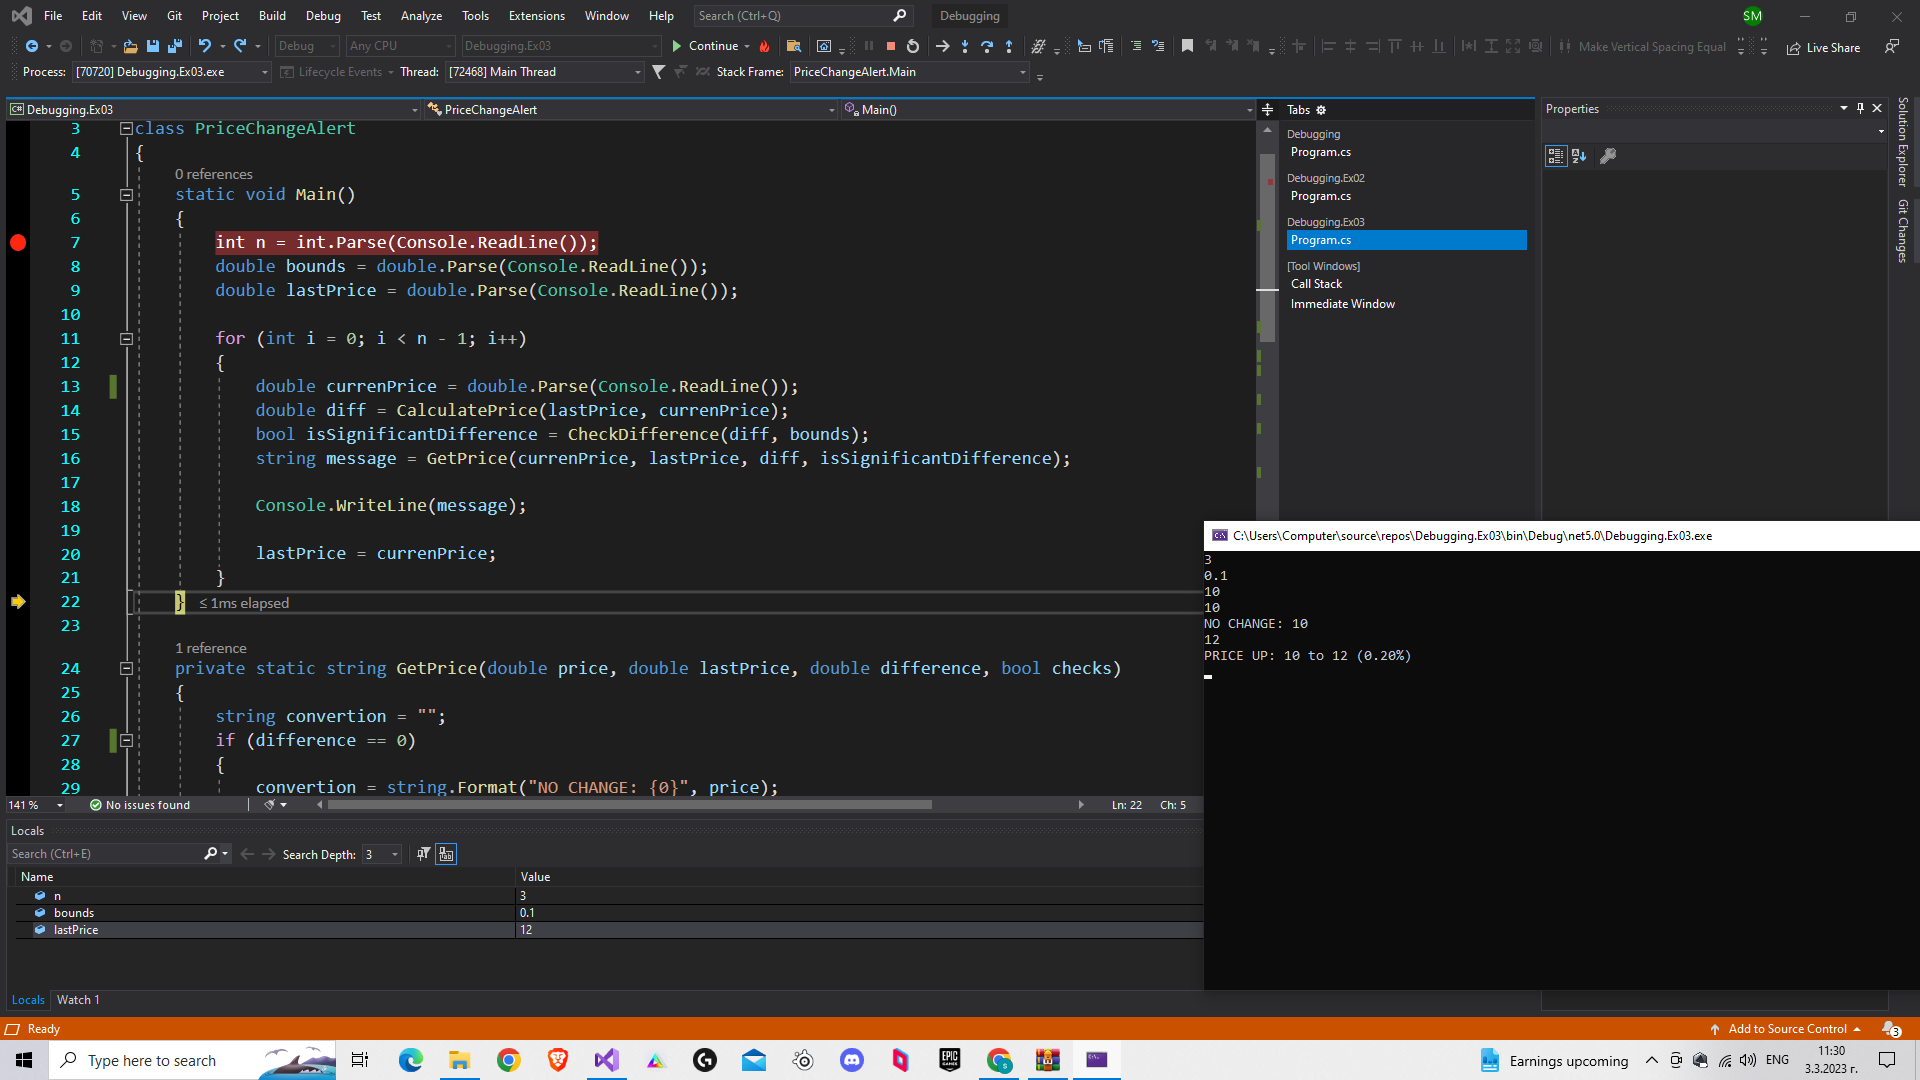 File Edit View Git Project Build Debug Test Analyze Tools Extensions Window Help Search (Ctrl+Q) Debugging SM
Debug Any CPU Debugging.Ex03 Continue Make Vertical Spacing Equal Live Share
Process: [70720] Debugging.Ex03.exe Lifecycle Events Thread: [72468] Main Thread Stack Frame: PriceChangeAlert.Main
C# Debugging.Ex03 PriceChangeAlert Main()
3 class PriceChangeAlert
4 {
0 references
5 static void Main()
6 {
7 int n = int.Parse(Console.ReadLine());
8 double bounds = double.Parse(Console.ReadLine());
9 double lastPrice = double.Parse(Console.ReadLine());
10
11 for (int i = 0; i < n - 1; i++)
12 {
13 double currenPrice = double.Parse(Console.ReadLine());
14 double diff = CalculatePrice(lastPrice, currenPrice);
15 bool isSignificantDifference = CheckDifference(diff, bounds);
16 string message = GetPrice(currenPrice, lastPrice, diff, isSignificantDifference);
17
18 Console.WriteLine(message);
19
20 lastPrice = currenPrice;
21 }
22 } ≤ 1ms elapsed
23
1 reference
24 private static string GetPrice(double price, double lastPrice, double difference, bool checks)
25 {
26 string convertion = "";
27 if (difference == 0)
28 {
29 convertion = string.Format("NO CHANGE: {0}", price);
141 % No issues found Ln: 22 Ch: 5
Tabs
Debugging
Program.cs
Debugging.Ex02
Program.cs
Debugging.Ex03
Program.cs
[Tool Windows]
Call Stack
Immediate Window
Properties
Solution Explorer
Git Changes
C:\Users\Computer\source\repos\Debugging.Ex03\bin\Debug\net5.0\Debugging.Ex03.exe
3
0.1
10
10
NO CHANGE: 10
12
PRICE UP: 10 to 12 (0.20%)
Locals
Search (Ctrl+E) Search Depth: 3
Name Value
n 3
bounds 0.1
lastPrice 12
Locals Watch 1
Ready Add to Source Control 3
Type here to search Earnings upcoming ENG 11:30
3.3.2023 г.